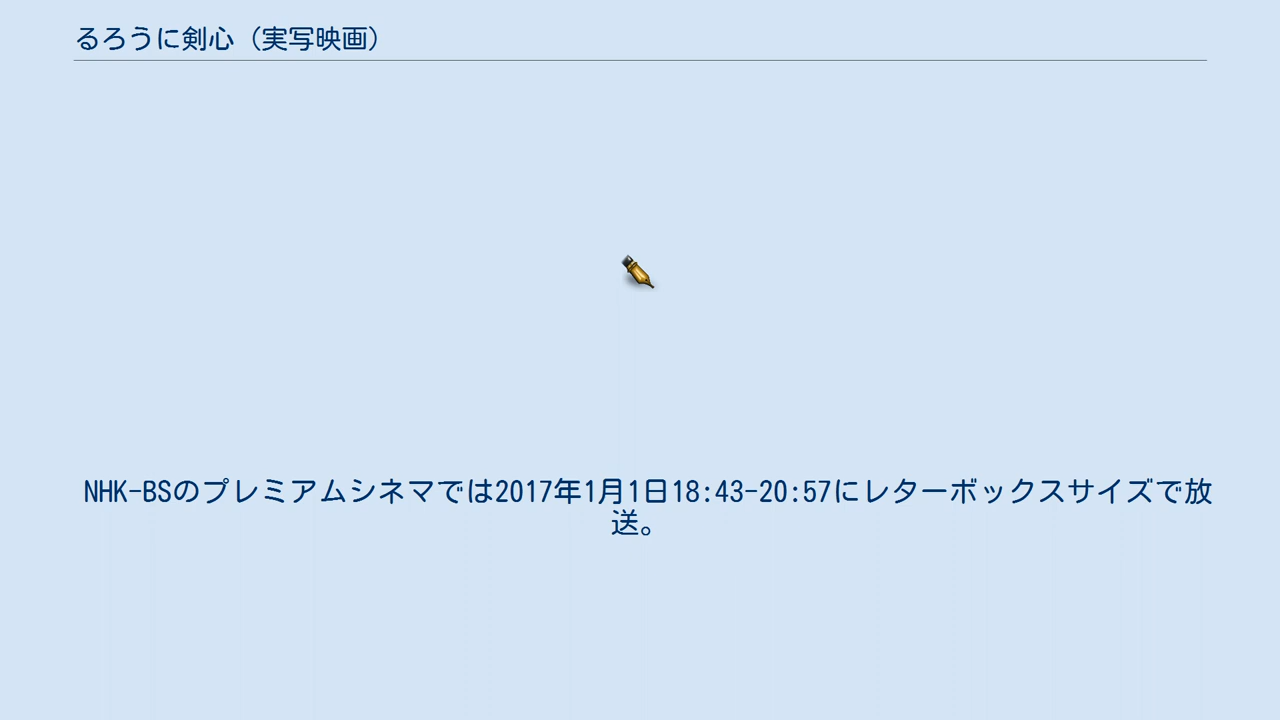 るろうに剣心（実写映画）
NHK-BSのプレミアムシネマでは2017年1月1日18:43-20:57にレターボックスサイズで放
送。